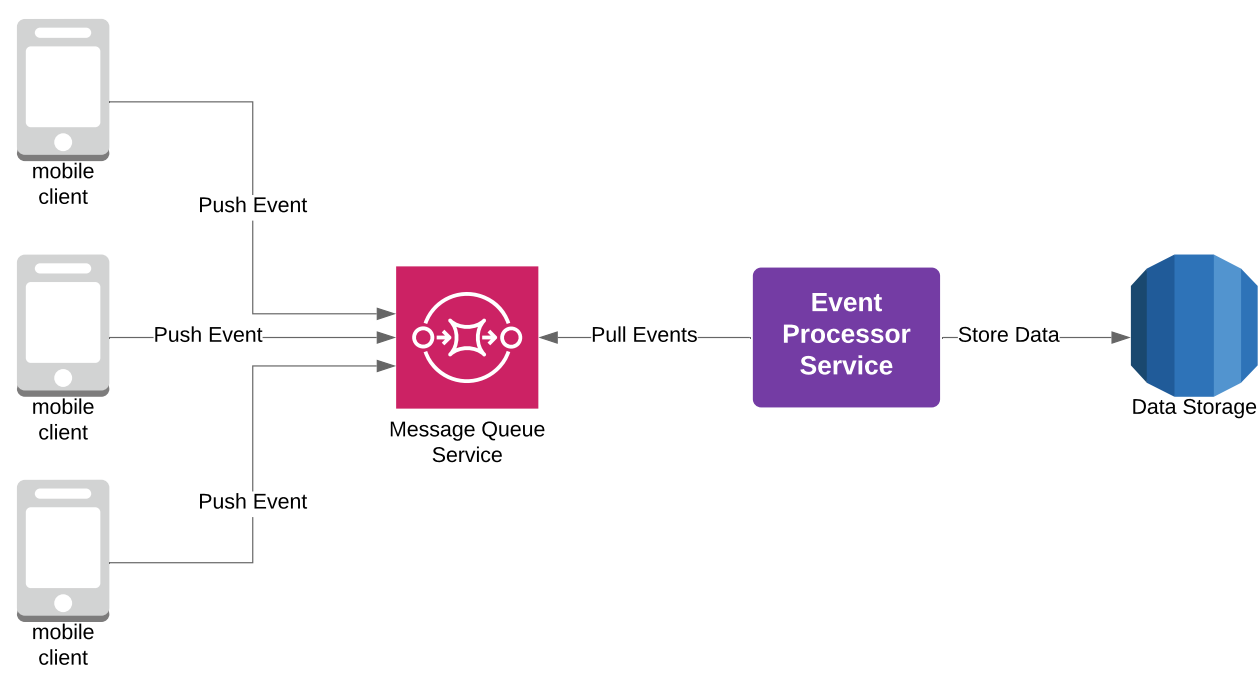 mobile
client
Push Event
mobile
client
Push Event
Message Queue
Service
Pull Events
Event
Processor
Service
Store Data
Data Storage
Push Event
mobile
client